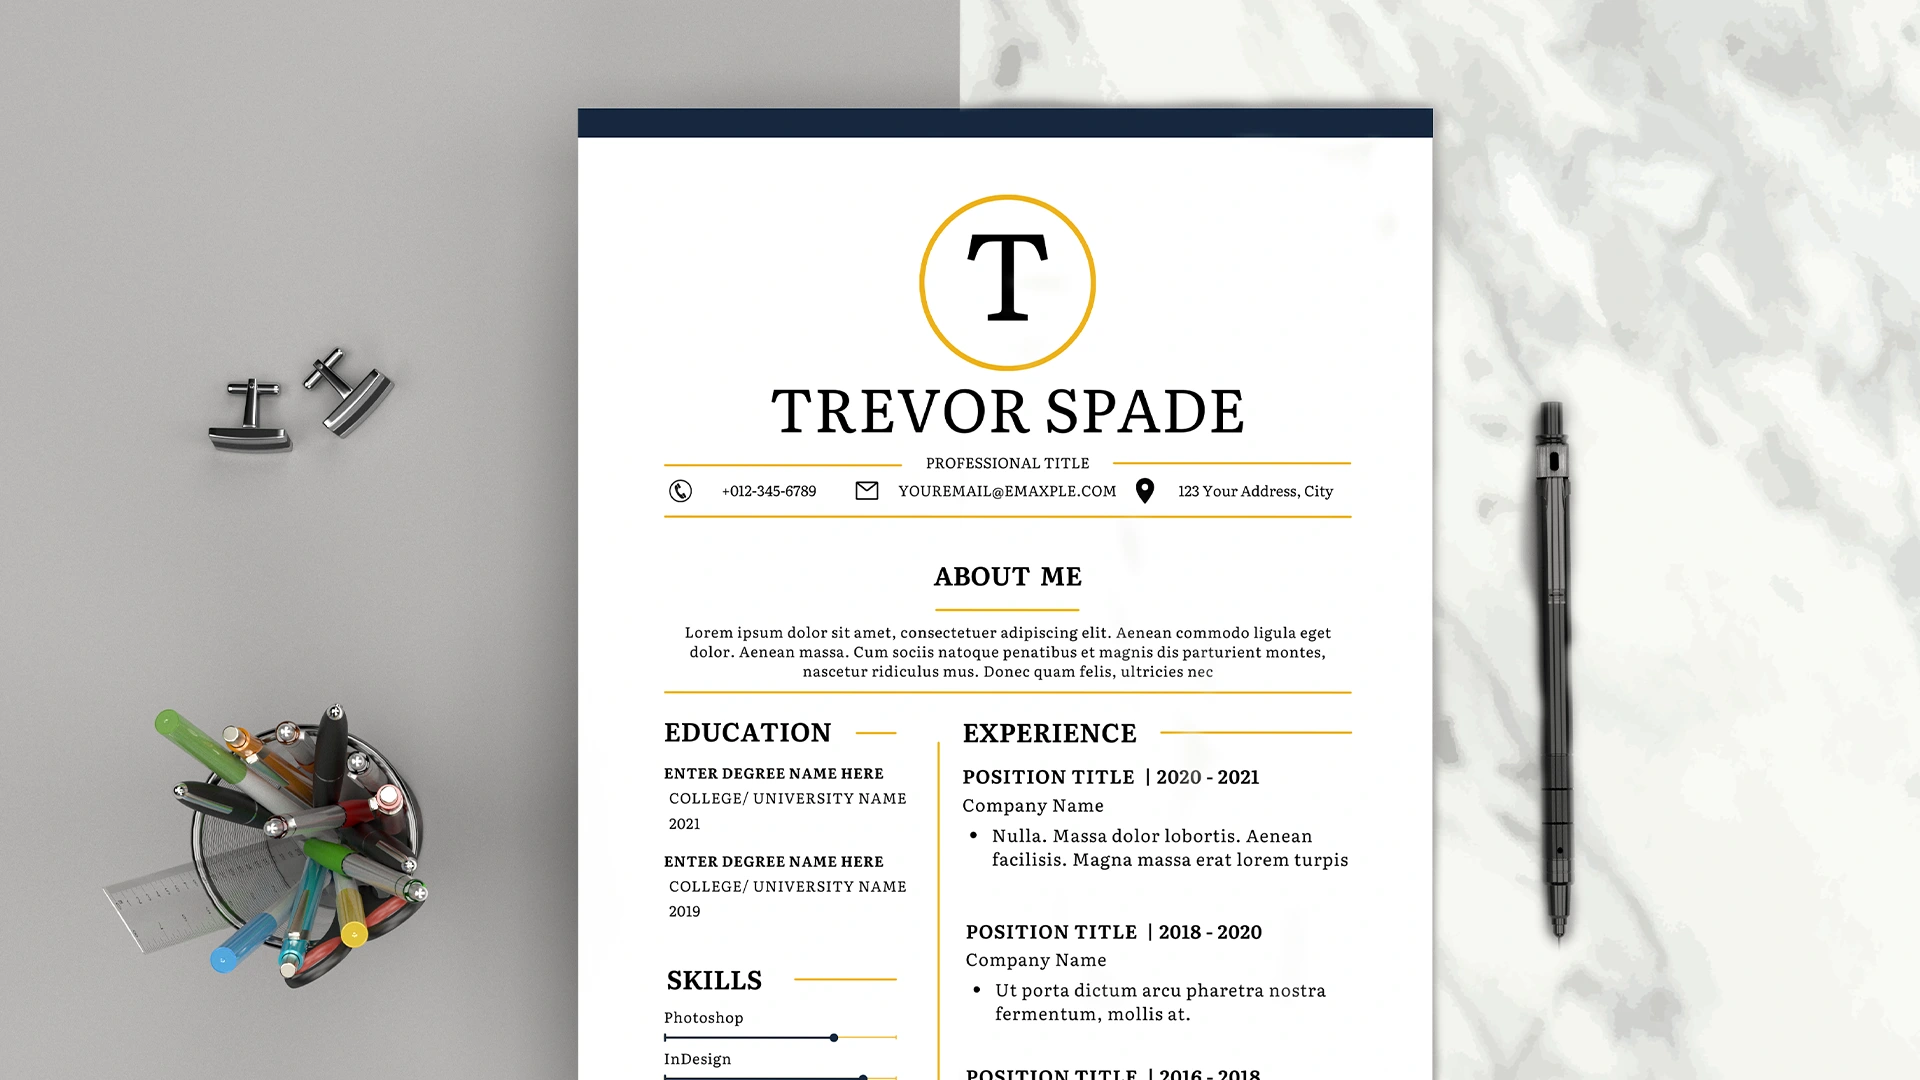 T
TREVOR SPADE
PROFESSIONAL TITLE
+012-345-6789
YOUREMAIL@EMAXPLE.COM
123 Your Address, City
ABOUT ME
Lorem ipsum dolor sit amet, consectetuer adipiscing elit. Aenean commodo ligula eget
dolor. Aenean massa. Cum sociis natoque penatibus et magnis dis parturient montes,
nascetur ridiculus mus. Donec quam felis, ultricies nec
EDUCATION
ENTER DEGREE NAME HERE
COLLEGE/ UNIVERSITY NAME
2021
ENTER DEGREE NAME HERE
COLLEGE/ UNIVERSITY NAME
2019
SKILLS
Photoshop
InDesign
EXPERIENCE
POSITION TITLE | 2020 - 2021
Company Name
• Nulla. Massa dolor lobortis. Aenean
facilisis. Magna massa erat lorem turpis
POSITION TITLE | 2018 - 2020
Company Name
• Ut porta dictum arcu pharetra nostra
fermentum, mollis at.
POSITION TITLE | 2016 - 2018